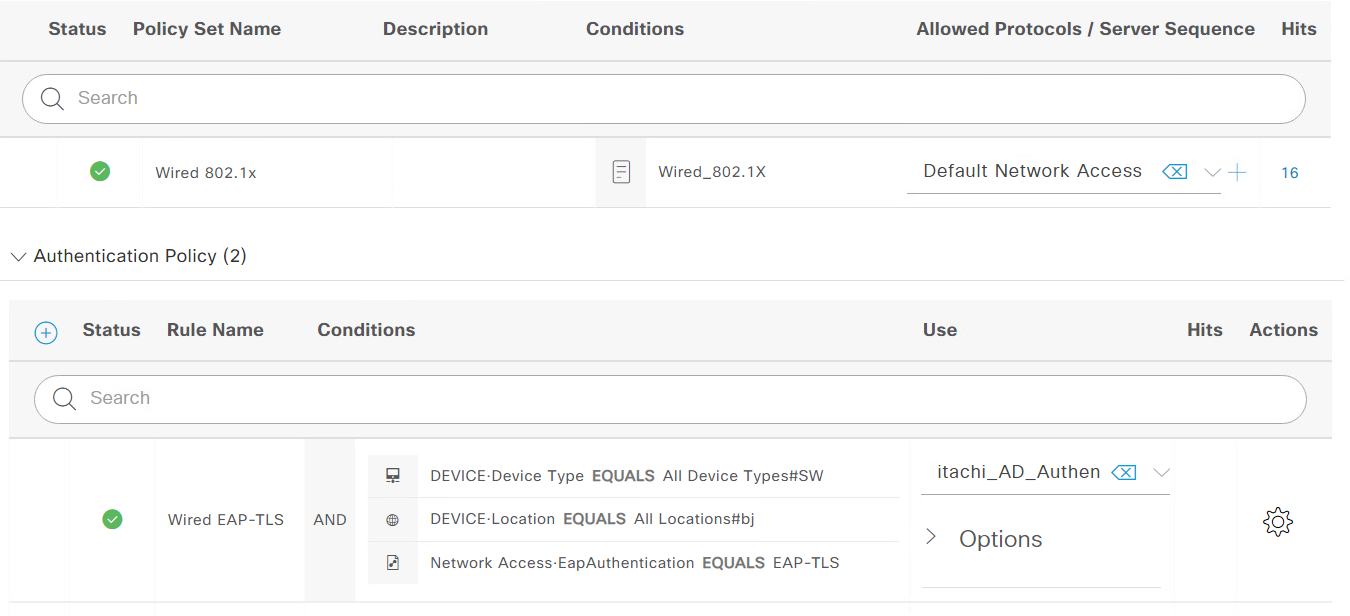 Status Policy Set Name Description Conditions Allowed Protocols / Server Sequence Hits
Search
Wired 802.1x Wired_802.1X Default Network Access 16
Authentication Policy (2)
Status Rule Name Conditions Use Hits Actions
Search
Wired EAP-TLS AND
DEVICE·Device Type EQUALS All Device Types#SW
DEVICE·Location EQUALS All Locations#bj
Network Access·EapAuthentication EQUALS EAP-TLS
itachi_AD_Authen
Options